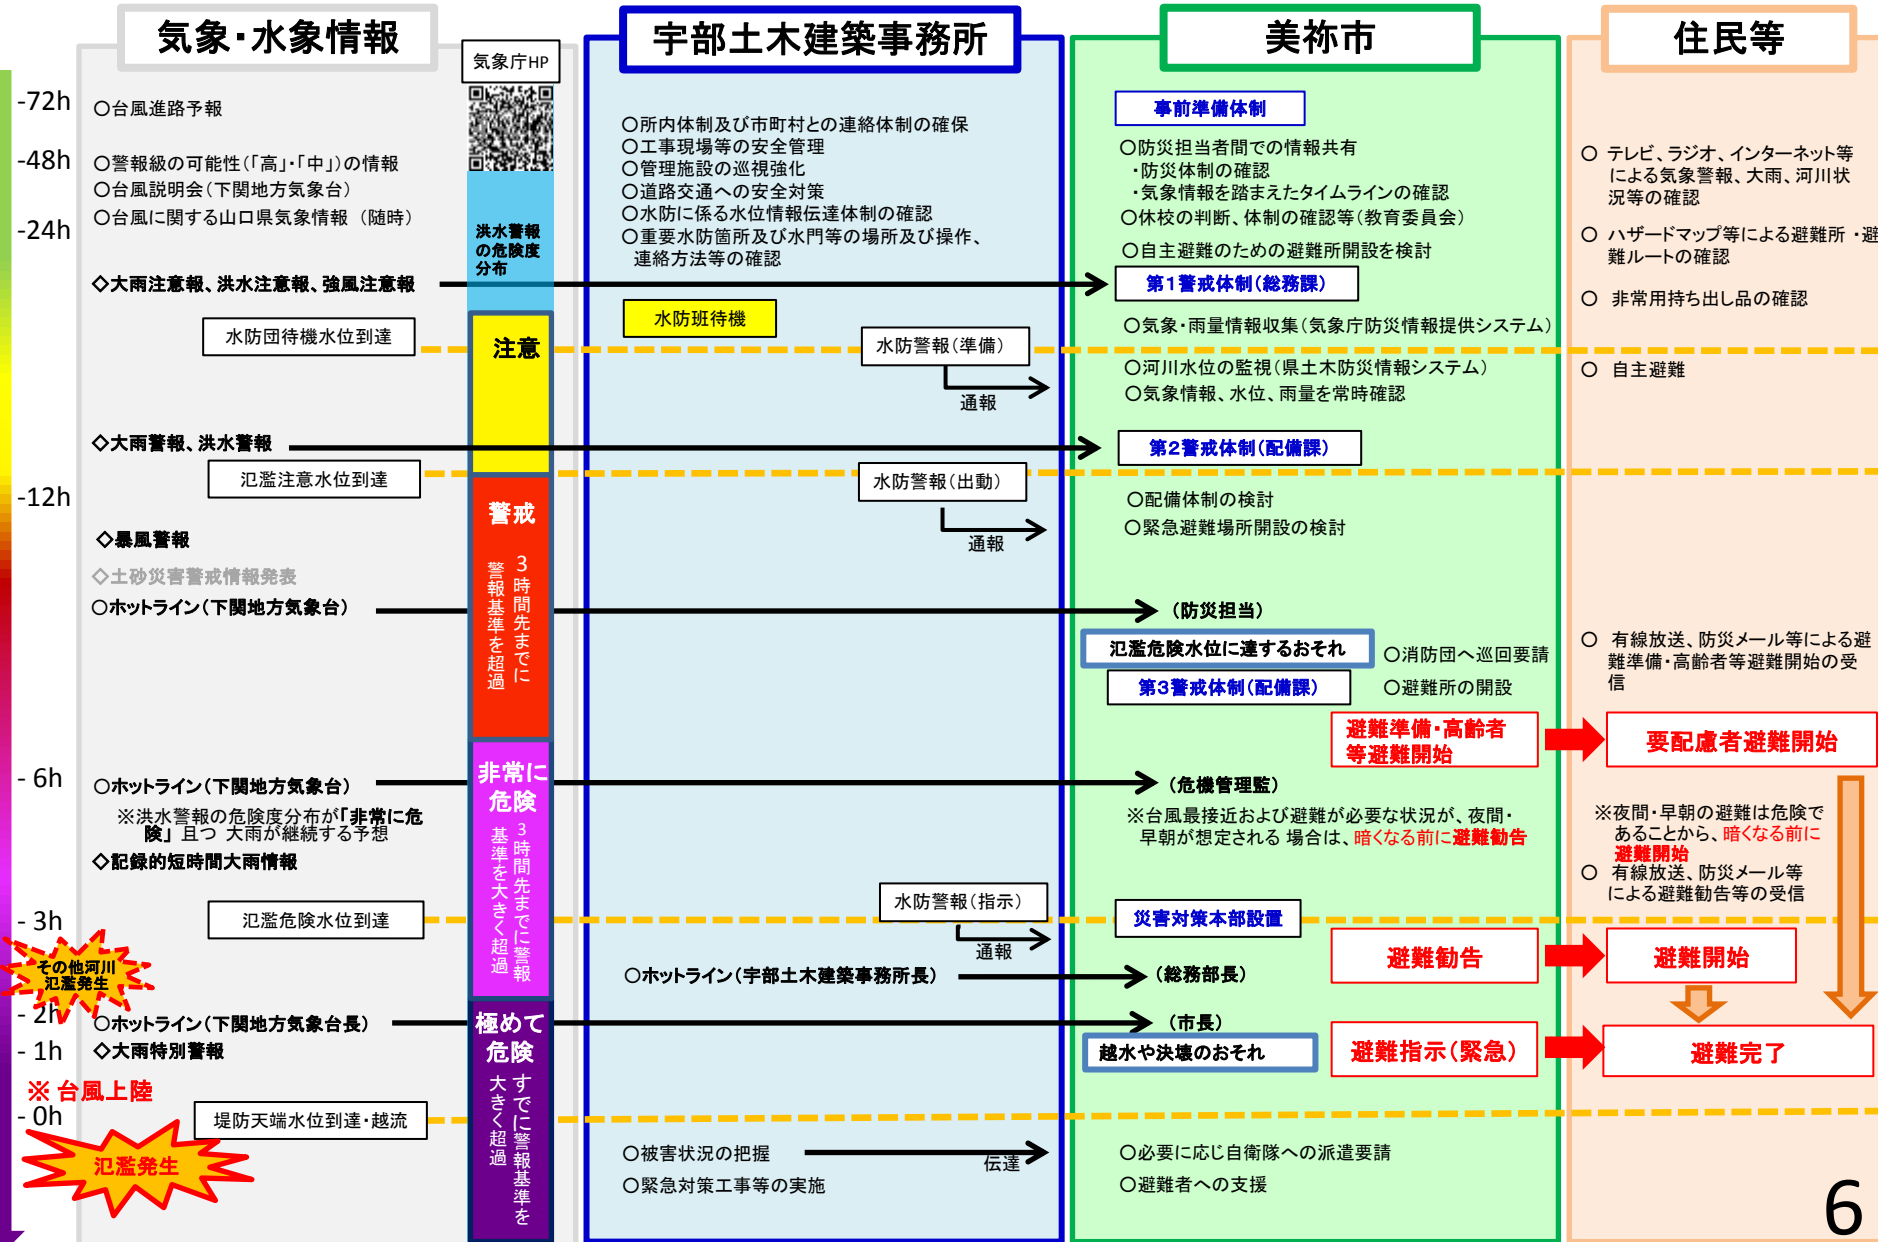 気象・水象情報
気象庁HP
-72h
-48h
-24h
-12h
- 6h
- 3h
- 2h
- 1h
- 0h
○台風進路予報
○警報級の可能性(「高」・「中」)の情報
○台風説明会(下関地方気象台)
○台風に関する山口県気象情報 (随時)
◇大雨注意報、洪水注意報、強風注意報
水防団待機水位到達
◇大雨警報、洪水警報
氾濫注意水位到達
◇暴風警報
◇土砂災害警戒情報発表
○ホットライン(下関地方気象台)
○ホットライン(下関地方気象台)
※洪水警報の危険度分布が「非常に危
険」且つ 大雨が継続する予想
◇記録的短時間大雨情報
氾濫危険水位到達
その他河川
氾濫発生
○ホットライン(下関地方気象台長)
◇大雨特別警報
※ 台風上陸
堤防天端水位到達・越流
氾濫発生
洪水警報
の危険度
分布
注意
警戒
3時間先までに
警報基準を超過
非常に
危険
3時間先までに警報
基準を大きく超過
極めて
危険
すでに警報基準を
大きく超過
宇部土木建築事務所
○所内体制及び市町村との連絡体制の確保
○工事現場等の安全管理
○管理施設の巡視強化
○道路交通への安全対策
○水防に係る水位情報伝達体制の確認
○重要水防箇所及び水門等の場所及び操作、
連絡方法等の確認
水防班待機
水防警報(準備)
通報
水防警報(出動)
通報
水防警報(指示)
通報
○ホットライン(宇部土木建築事務所長)
○被害状況の把握
伝達
○緊急対策工事等の実施
美祢市
事前準備体制
○防災担当者間での情報共有
・防災体制の確認
・気象情報を踏まえたタイムラインの確認
○休校の判断、体制の確認等(教育委員会)
○自主避難のための避難所開設を検討
第1警戒体制(総務課)
○気象・雨量情報収集(気象庁防災情報提供システム)
○河川水位の監視(県土木防災情報システム)
○気象情報、水位、雨量を常時確認
第2警戒体制(配備課)
○配備体制の検討
○緊急避難場所開設の検討
(防災担当)
氾濫危険水位に達するおそれ
○消防団へ巡回要請
第3警戒体制(配備課)
○避難所の開設
避難準備・高齢者
等避難開始
(危機管理監)
※台風最接近および避難が必要な状況が、夜間・
早朝が想定される 場合は、暗くなる前に避難勧告
災害対策本部設置
避難勧告
(総務部長)
(市長)
越水や決壊のおそれ
避難指示(緊急)
○必要に応じ自衛隊への派遣要請
○避難者への支援
住民等
○ テレビ、ラジオ、インターネット等
による気象警報、大雨、河川状
況等の確認
○ ハザードマップ等による避難所 ・避
難ルートの確認
○ 非常用持ち出し品の確認
○ 自主避難
○ 有線放送、防災メール等による避
難準備・高齢者等避難開始の受
信
要配慮者避難開始
※夜間・早朝の避難は危険で
あることから、暗くなる前に
避難開始
○ 有線放送、防災メール等
による避難勧告等の受信
避難開始
避難完了
6